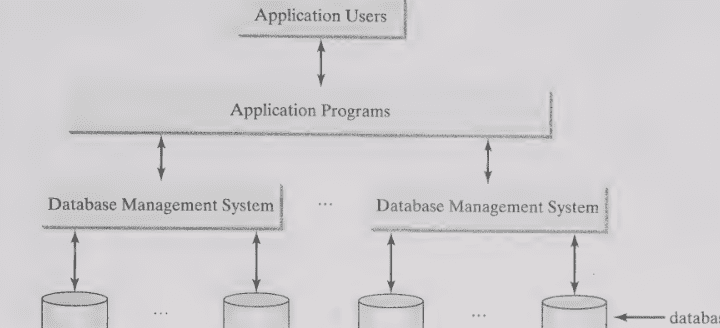 Application Users
Application Programs
Database Management System ... Database Management System
... ...